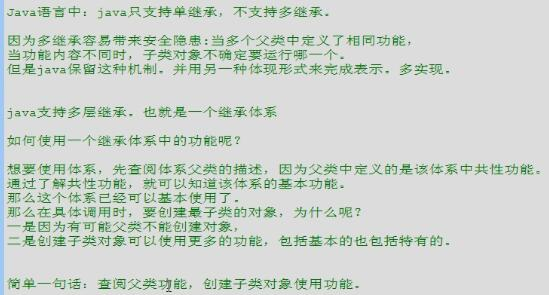 Java语言中：java只支持单继承，不支持多继承。
因为多继承容易带来安全隐患:当多个父类中定义了相同功能，
当功能内容不同时，子类对象不确定要运行哪一个。
但是java保留这种机制。并用另一种体现形式来完成表示。多实现。
java支持多层继承。也就是一个继承体系
如何使用一个继承体系中的功能呢？
想要使用体系，先查阅体系父类的描述，因为父类中定义的是该体系中共性功能。
通过了解共性功能，就可以知道该体系的基本功能。
那么这个体系已经可以基本使用了。
那么在具体调用时，要创建最子类的对象，为什么呢？
一是因为有可能父类不能创建对象，
二是创建子类对象可以使用更多的功能，包括基本的也包括特有的。
简单一句话：查阅父类功能，创建子类对象使用功能。